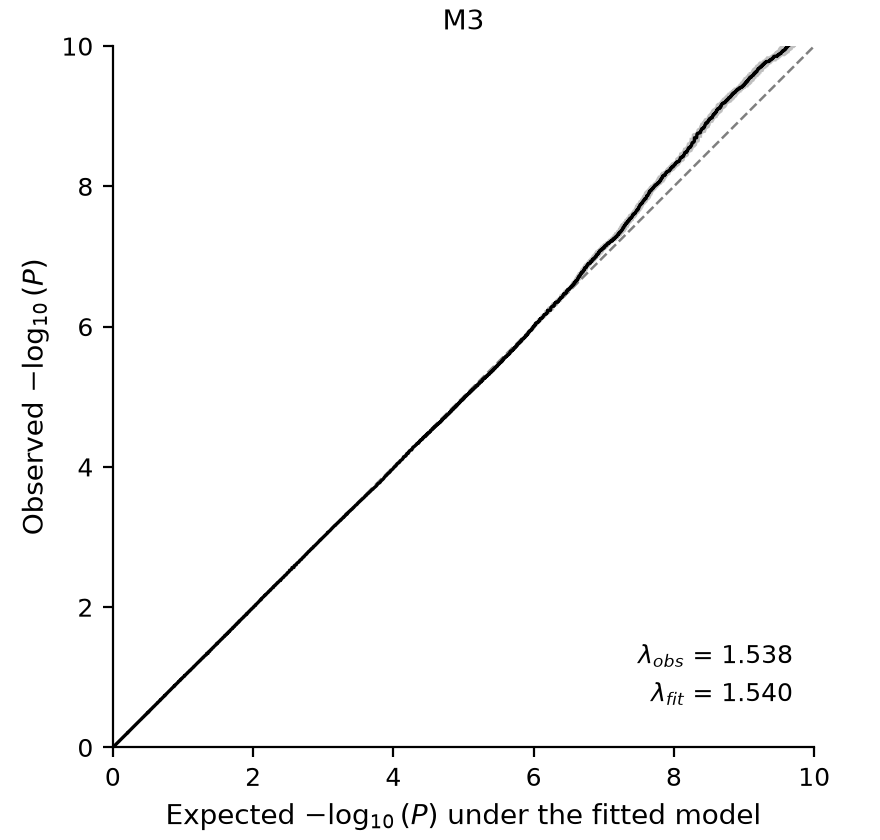 M3
10
8
6
4
2
0
Observed −log₁₀(P)
λobs = 1.538
λfit = 1.540
0 2 4 6 8 10
Expected −log₁₀(P) under the fitted model